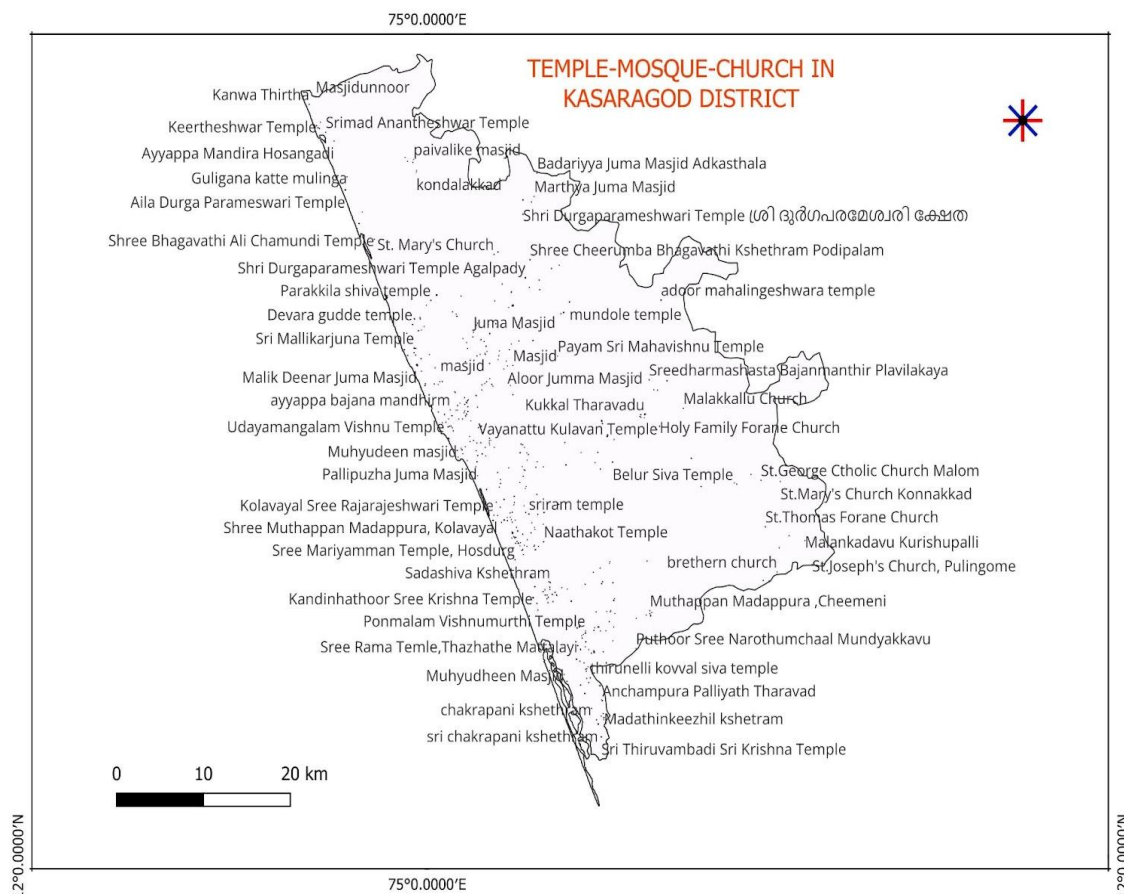 75°0.0000′E
TEMPLE-MOSQUE-CHURCH IN
KASARAGOD DISTRICT
Kanwa Thirtha
Masjidunnoor
Keertheshwar Temple
Srimad Anantheshwar Temple
Ayyappa Mandira Hosangadi
paivalike masjid
Badariyya Juma Masjid Adkasthala
Guligana katte mulinga
kondalakkad
Marthya Juma Masjid
Aila Durga Parameswari Temple
Shri Durgaparameshwari Temple ശ്രി ദുർഗപരമേശ്വരി ക്ഷേത
Shree Bhagavathi Ali Chamundi Temple
St. Mary's Church
Shree Cheerumba Bhagavathi Kshethram Podipalam
Shri Durgaparameshwari Temple Agalpady
Parakkila shiva temple
adoor mahalingeshwara temple
Devara gudde temple
Juma Masjid
mundole temple
Sri Mallikarjuna Temple
masjid
Masjid
Payam Sri Mahavishnu Temple
Malik Deenar Juma Masjid
Aloor Jumma Masjid
Sreedharmashasta Bajanmanthir Plavilakaya
ayyappa bajana mandhirm
Kukkal Tharavadu
Malakkallu Church
Udayamangalam Vishnu Temple
Vayanattu Kulavan Temple
Holy Family Forane Church
Muhyudeen masjid
Pallipuzha Juma Masjid
Belur Siva Temple
St.George Ctholic Church Malom
St.Mary's Church Konnakkad
Kolavayal Sree Rajarajeshwari Temple
sriram temple
St.Thomas Forane Church
Shree Muthappan Madappura, Kolavayal
Naathakot Temple
Malankadavu Kurishupalli
Sree Mariyamman Temple, Hosdurg
brethern church
St.Joseph's Church, Pulingome
Sadashiva Kshethram
Kandinhathoor Sree Krishna Temple
Muthappan Madappura ,Cheemeni
Ponmalam Vishnumurthi Temple
Sree Rama Temle,Thazhathe Mattalayi
Puthoor Sree Narothumchaal Mundyakkavu
Muhyudheen Masjid
thirunelli kovval siva temple
Anchampura Palliyath Tharavad
chakrapani kshethram
Madathinkeezhil kshetram
sri chakrapani kshethram
Sri Thiruvambadi Sri Krishna Temple
0 10 20 km
12°0.0000′N
2°0.0000′N
75°0.0000′E